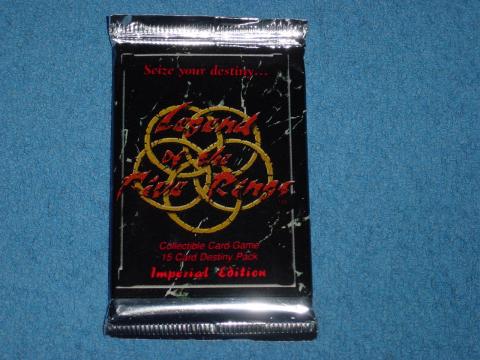 Seize your destiny...
Legend
of the
Five Rings
Collectible Card Game
15 Card Destiny Pack
Imperial Edition